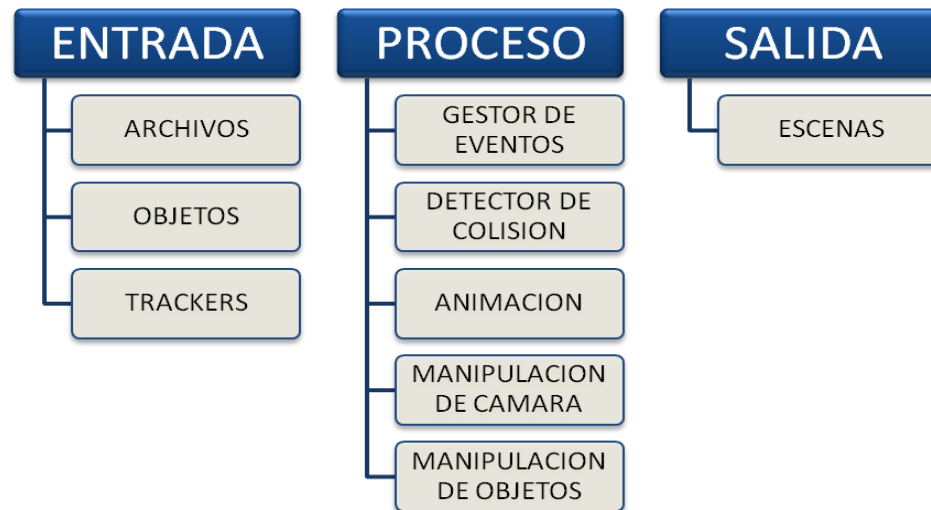 ENTRADA
ARCHIVOS
OBJETOS
TRACKERS
PROCESO
GESTOR DE
EVENTOS
DETECTOR DE
COLISION
ANIMACION
MANIPULACION
DE CAMARA
MANIPULACION
DE OBJETOS
SALIDA
ESCENAS